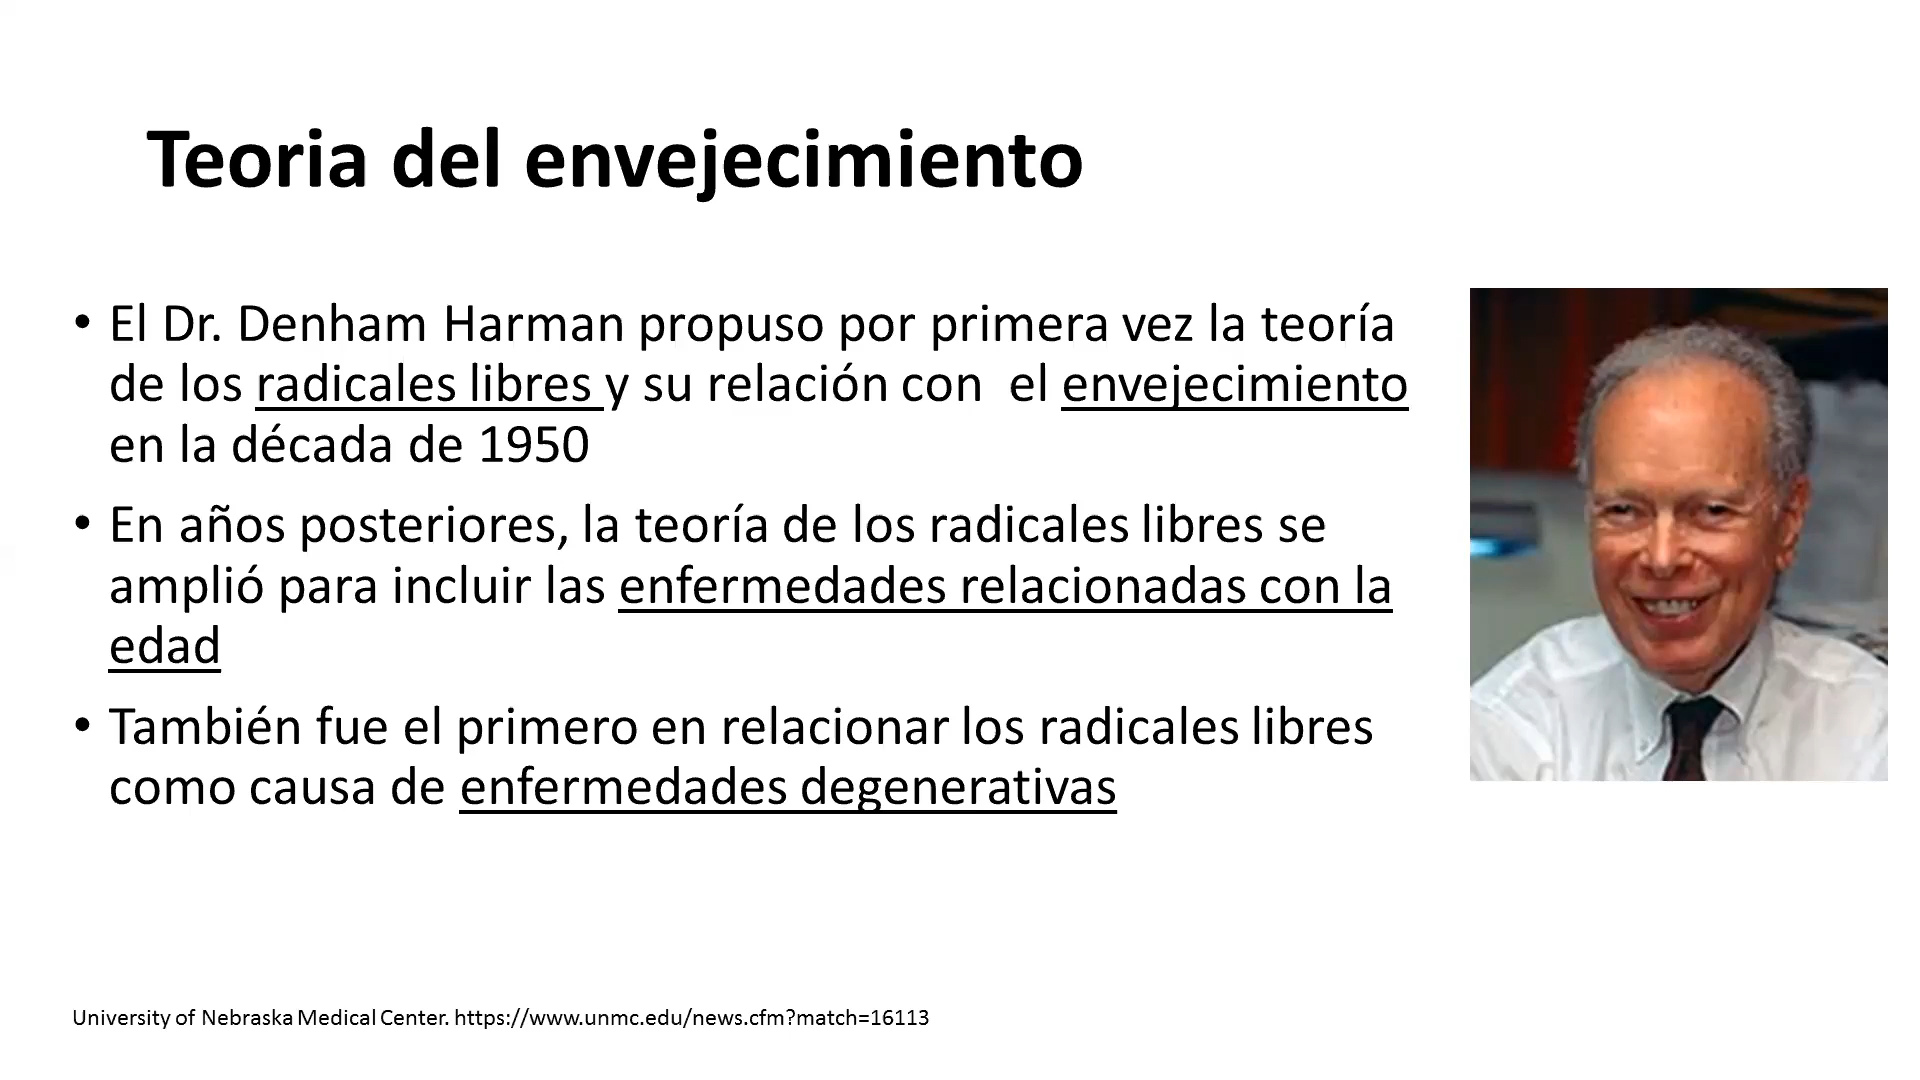 Teoria del envejecimiento
• El Dr. Denham Harman propuso por primera vez la teoría
de los radicales libres y su relación con  el envejecimiento
en la década de 1950
• En años posteriores, la teoría de los radicales libres se
amplió para incluir las enfermedades relacionadas con la
edad
• También fue el primero en relacionar los radicales libres
como causa de enfermedades degenerativas
University of Nebraska Medical Center. https://www.unmc.edu/news.cfm?match=16113